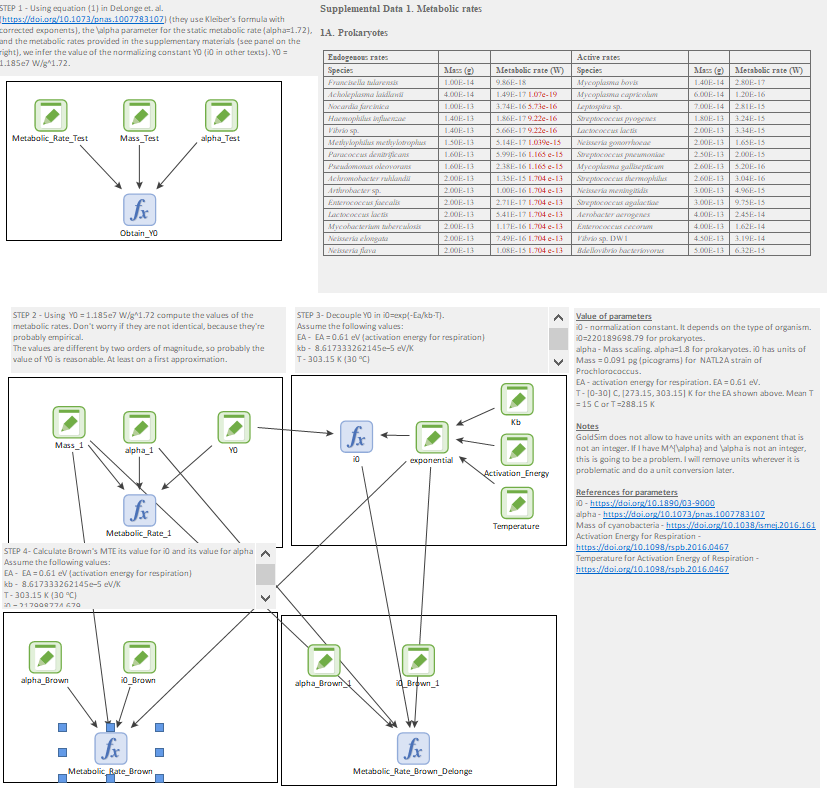 STEP 1 - Using equation (1) in DeLonge et. al.
(https://doi.org/10.1073/pnas.1007783107) (they use Kleiber's formula with
corrected exponents), the \alpha parameter for the static metabolic rate (alpha=1.72),
and the metabolic rates provided in the supplementary materials (see panel on the
right), we infer the value of the normalizing constant Y0 (i0 in other texts). Y0 =
1.185e7 W/g^1.72.
Metabolic_Rate_Test
Mass_Test
alpha_Test
fx
Obtain_Y0
Supplemental Data 1. Metabolic rates
1A. Prokaryotes
Endogenous rates Active rates
Species Mass (g) Metabolic rate (W) Species Mass (g) Metabolic rate (W)
Francisella tularensis 1.00E-14 9.86E-18 Mycoplasma bovis 1.40E-14 2.80E-17
Acholeplasma laidlawii 4.00E-14 1.49E-17 1.07e-19 Mycoplasma capricolum 6.00E-14 1.20E-16
Nocardia farcinica 1.00E-13 3.74E-16 5.73e-16 Leptospira sp. 7.00E-14 2.81E-15
Haemophilus influenzae 1.40E-13 1.86E-17 9.22e-16 Streptococcus pyogenes 1.80E-13 3.24E-15
Vibrio sp. 1.40E-13 5.66E-17 9.22e-16 Lactococcus lactis 2.00E-13 3.34E-15
Methylophilus methylotrophus 1.50E-13 5.14E-17 1.039e-15 Neisseria gonorrhoeae 2.00E-13 1.65E-15
Paracoccus denitrificans 1.60E-13 5.99E-16 1.165 e-15 Streptococcus pneumoniae 2.50E-13 2.00E-15
Pseudomonas oleovorans 1.60E-13 2.38E-16 1.165 e-15 Mycoplasma gallisepticum 2.60E-13 5.20E-16
Achromobacter ruhlandii 2.00E-13 1.35E-15 1.704 e-13 Streptococcus thermophilus 2.60E-13 3.04E-16
Arthrobacter sp. 2.00E-13 1.00E-16 1.704 e-13 Neisseria meningitidis 3.00E-13 4.96E-15
Enterococcus faecalis 2.00E-13 2.71E-17 1.704 e-13 Streptococcus agalactiae 3.00E-13 9.75E-15
Lactococcus lactis 2.00E-13 5.41E-17 1.704 e-13 Aerobacter aerogenes 4.00E-13 2.45E-14
Mycobacterium tuberculosis 2.00E-13 1.17E-16 1.704 e-13 Enterococcus cecorum 4.00E-13 1.62E-14
Neisseria elongata 2.00E-13 7.49E-16 1.704 e-13 Vibrio sp. DW1 4.50E-13 3.19E-14
Neisseria flava 2.00E-13 1.08E-15 1.704 e-13 Bdellovibrio bacteriovorus 5.00E-13 6.32E-15
STEP 2 - Using Y0 = 1.185e7 W/g^1.72 compute the values of the
metabolic rates. Don't worry if they are not identical, because they're
probably empirical.
The values are different by two orders of magnitude, so probably the
value of Y0 is reasonable. At least on a first approximation.
Mass_1
alpha_1
Y0
fx
Metabolic_Rate_1
STEP 3 - Decouple Y0 in i0=exp(-Ea/kb·T).
Assume the following values:
EA - EA = 0.61 eV (activation energy for respiration)
kb - 8.617333262145e−5 eV/K
T - 303.15 K (30 ºC)
fx
i0
exponential
Kb
Activation_Energy
Temperature
Value of parameters
i0 - normalization constant. It depends on the type of organism.
i0=220189698.79 for prokaryotes.
alpha - Mass scaling. alpha=1.8 for prokaryotes. i0 has units of
Mass = 0.091 pg (picograms) for NATL2A strain of
Prochlorococcus.
EA - activation energy for respiration. EA = 0.61 eV.
T - [0-30] C, [273.15, 303.15] K for the EA shown above. Mean T
= 15 C or T=288.15 K
Notes
GoldSim does not allow to have units with an exponent that is
not an integer. If I have M^{\alpha} and \alpha is not an integer,
this is going to be a problem. I will remove units wherever it is
problematic and do a unit conversion later.
References for parameters
i0 - https://doi.org/10.1890/03-9000
alpha - https://doi.org/10.1073/pnas.1007783107
Mass of cyanobacteria - https://doi.org/10.1038/ismej.2016.161
Activation Energy for Respiration -
https://doi.org/10.1098/rspb.2016.0467
Temperature for Activation Energy of Respiration -
https://doi.org/10.1098/rspb.2016.0467
STEP 4- Calculate Brown's MTE its value for i0 and its value for alpha
Assume the following values:
EA - EA = 0.61 eV (activation energy for respiration)
kb - 8.617333262145e−5 eV/K
T - 303.15 K (30 ºC)
i0 = 217998774.679
alpha_Brown
i0_Brown
fx
Metabolic_Rate_Brown
alpha_Brown_1
i0_Brown_1
fx
Metabolic_Rate_Brown_Delonge